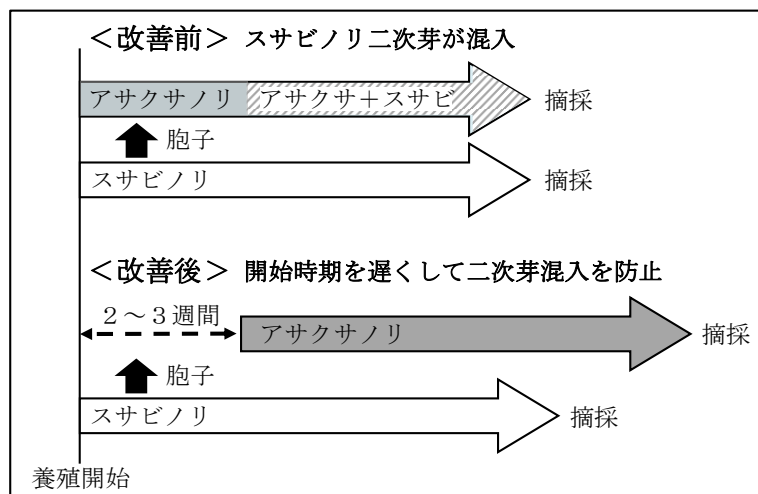 ＜改善前＞ スサビノリ二次芽が混入
アサクサノリ アサクサ＋スサビ 摘採
胞子
スサビノリ 摘採
＜改善後＞ 開始時期を遅くして二次芽混入を防止
２～３週間
アサクサノリ 摘採
胞子
スサビノリ 摘採
養殖開始